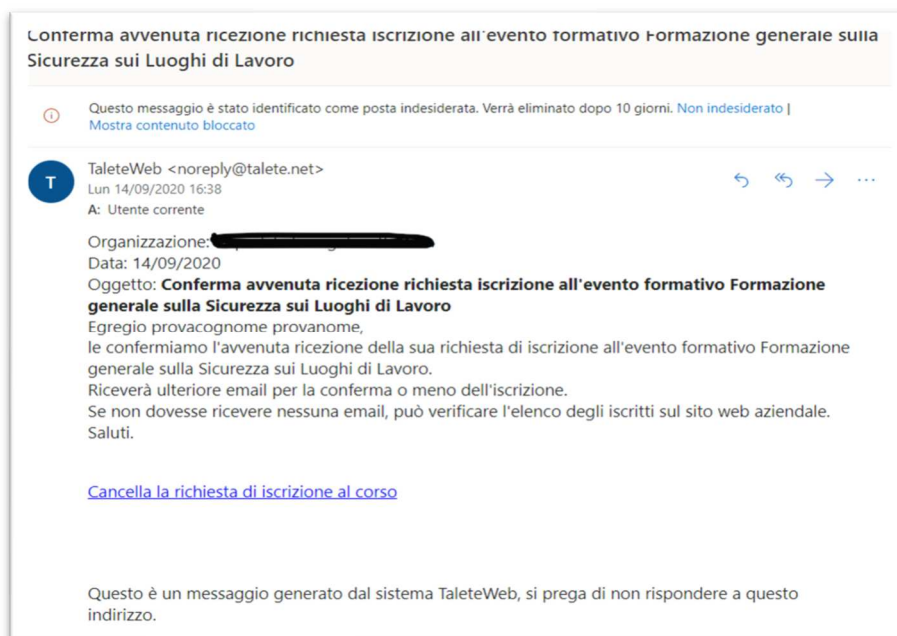 Conferma avvenuta ricezione richiesta iscrizione all'evento formativo Formazione generale sulla
Sicurezza sui Luoghi di Lavoro
Questo messaggio è stato identificato come posta indesiderata. Verrà eliminato dopo 10 giorni. Non indesiderato |
Mostra contenuto bloccato
T
TaleteWeb <noreply@talete.net>
Lun 14/09/2020 16:38
A: Utente corrente
Organizzazione:
Data: 14/09/2020
Oggetto: Conferma avvenuta ricezione richiesta iscrizione all'evento formativo Formazione
generale sulla Sicurezza sui Luoghi di Lavoro
Egregio provacognome provanome,
le confermiamo l'avvenuta ricezione della sua richiesta di iscrizione all'evento formativo Formazione
generale sulla Sicurezza sui Luoghi di Lavoro.
Riceverà ulteriore email per la conferma o meno dell'iscrizione.
Se non dovesse ricevere nessuna email, può verificare l'elenco degli iscritti sul sito web aziendale.
Saluti.
Cancella la richiesta di iscrizione al corso
Questo è un messaggio generato dal sistema TaleteWeb, si prega di non rispondere a questo
indirizzo.